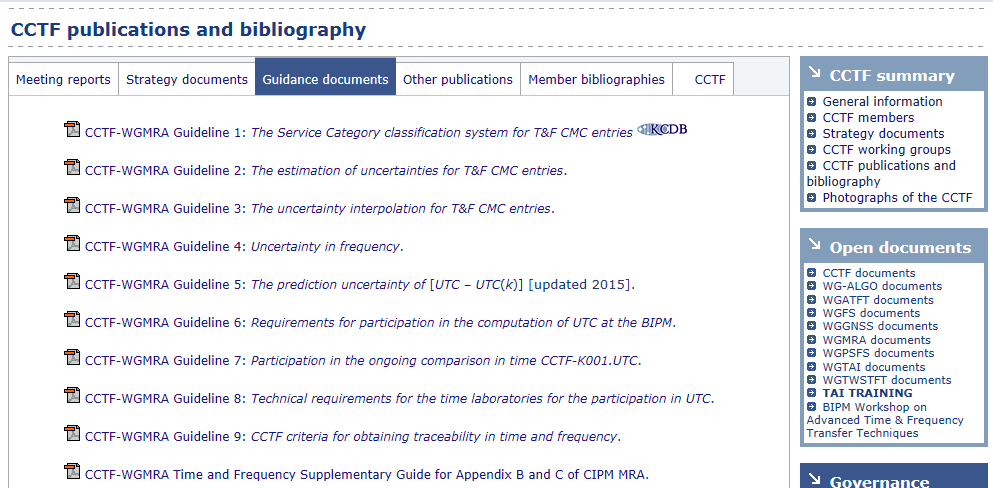 CCTF publications and bibliography
Meeting reports
Strategy documents
Guidance documents
Other publications
Member bibliographies
CCTF
CCTF-WGMRA Guideline 1: The Service Category classification system for T&F CMC entries KCDB
CCTF-WGMRA Guideline 2: The estimation of uncertainties for T&F CMC entries.
CCTF-WGMRA Guideline 3: The uncertainty interpolation for T&F CMC entries.
CCTF-WGMRA Guideline 4: Uncertainty in frequency.
CCTF-WGMRA Guideline 5: The prediction uncertainty of [UTC – UTC(k)] [updated 2015].
CCTF-WGMRA Guideline 6: Requirements for participation in the computation of UTC at the BIPM.
CCTF-WGMRA Guideline 7: Participation in the ongoing comparison in time CCTF-K001.UTC.
CCTF-WGMRA Guideline 8: Technical requirements for the time laboratories for the participation in UTC.
CCTF-WGMRA Guideline 9: CCTF criteria for obtaining traceability in time and frequency.
CCTF-WGMRA Time and Frequency Supplementary Guide for Appendix B and C of CIPM MRA.
CCTF summary
General information
CCTF members
Strategy documents
CCTF working groups
CCTF publications and
bibliography
Photographs of the CCTF
Open documents
CCTF documents
WG-ALGO documents
WGATFT documents
WGFS documents
WGGNSS documents
WGMRA documents
WGPSFS documents
WGTAI documents
WGTWSTFT documents
TAI TRAINING
BIPM Workshop on
Advanced Time & Frequency
Transfer Techniques
Governance